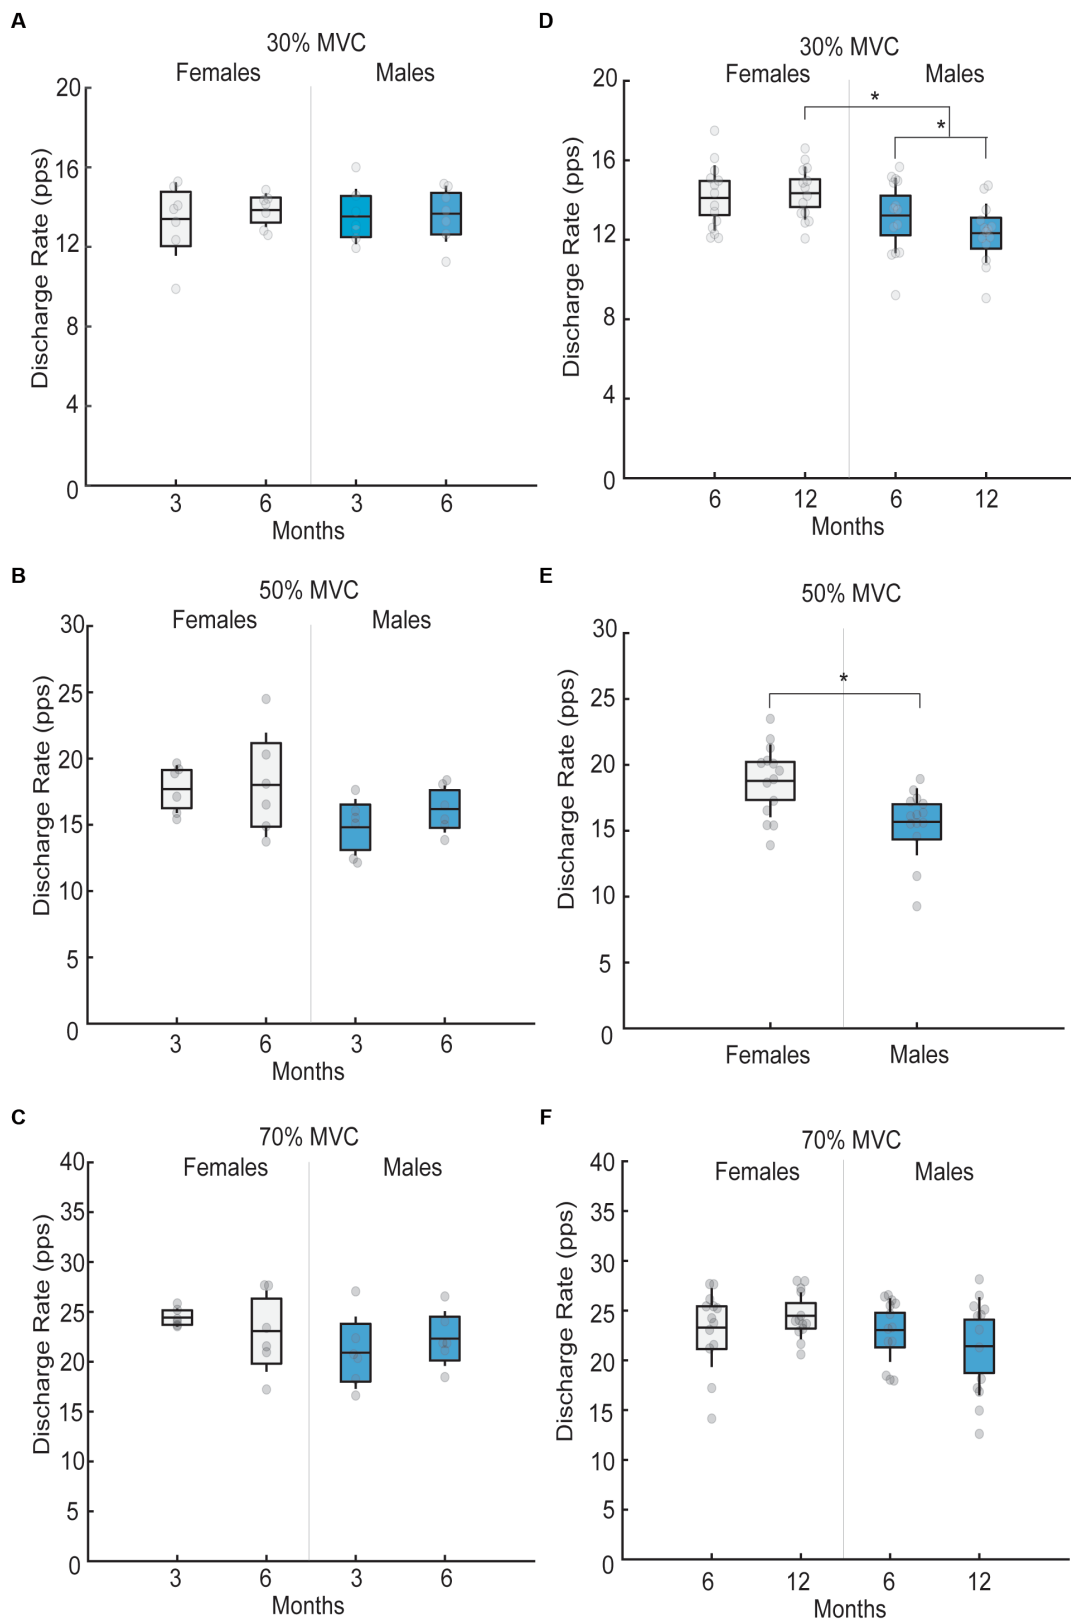 A
30% MVC
Females Males
Discharge Rate (pps)
20
16
12
8
4
0
3 6 3 6
Months
D
30% MVC
Females Males
Discharge Rate (pps)
20
16
12
8
4
0
*
*
6 12 6 12
Months
B
50% MVC
Females Males
Discharge Rate (pps)
30
25
20
15
10
5
0
3 6 3 6
Months
E
50% MVC
Discharge Rate (pps)
30
25
20
15
10
5
0
*
Females Males
C
70% MVC
Females Males
Discharge Rate (pps)
40
35
30
25
20
15
10
5
0
3 6 3 6
Months
F
70% MVC
Females Males
Discharge Rate (pps)
40
35
30
25
20
15
10
5
0
6 12 6 12
Months